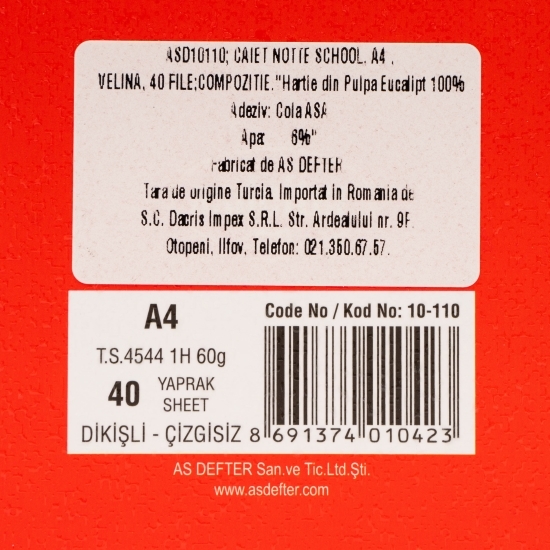 ASD10110; CAIET NOTTE SCHOOL, A4,
VELINA, 40 FILE;COMPOZITIE."Hartie din Pulpa Eucalipt 100%
Adeziv: Cola ASA
Apa: 6%"
Fabricat de AS DEFTER
Tara de origine Turcia. Importat in Romania de
S.C. Dacris Impex S.R.L. Str. Ardealului nr. 9F,
Otopeni, Ilfov, Telefon: 021.350.67.57.
A4
T.S.4544 1H 60g
40 YAPRAK
SHEET
DİKİŞLİ - ÇİZGİSİZ
Code No / Kod No: 10-110
8 691374 010423
AS DEFTER San.ve Tic.Ltd.Şti.
www.asdefter.com